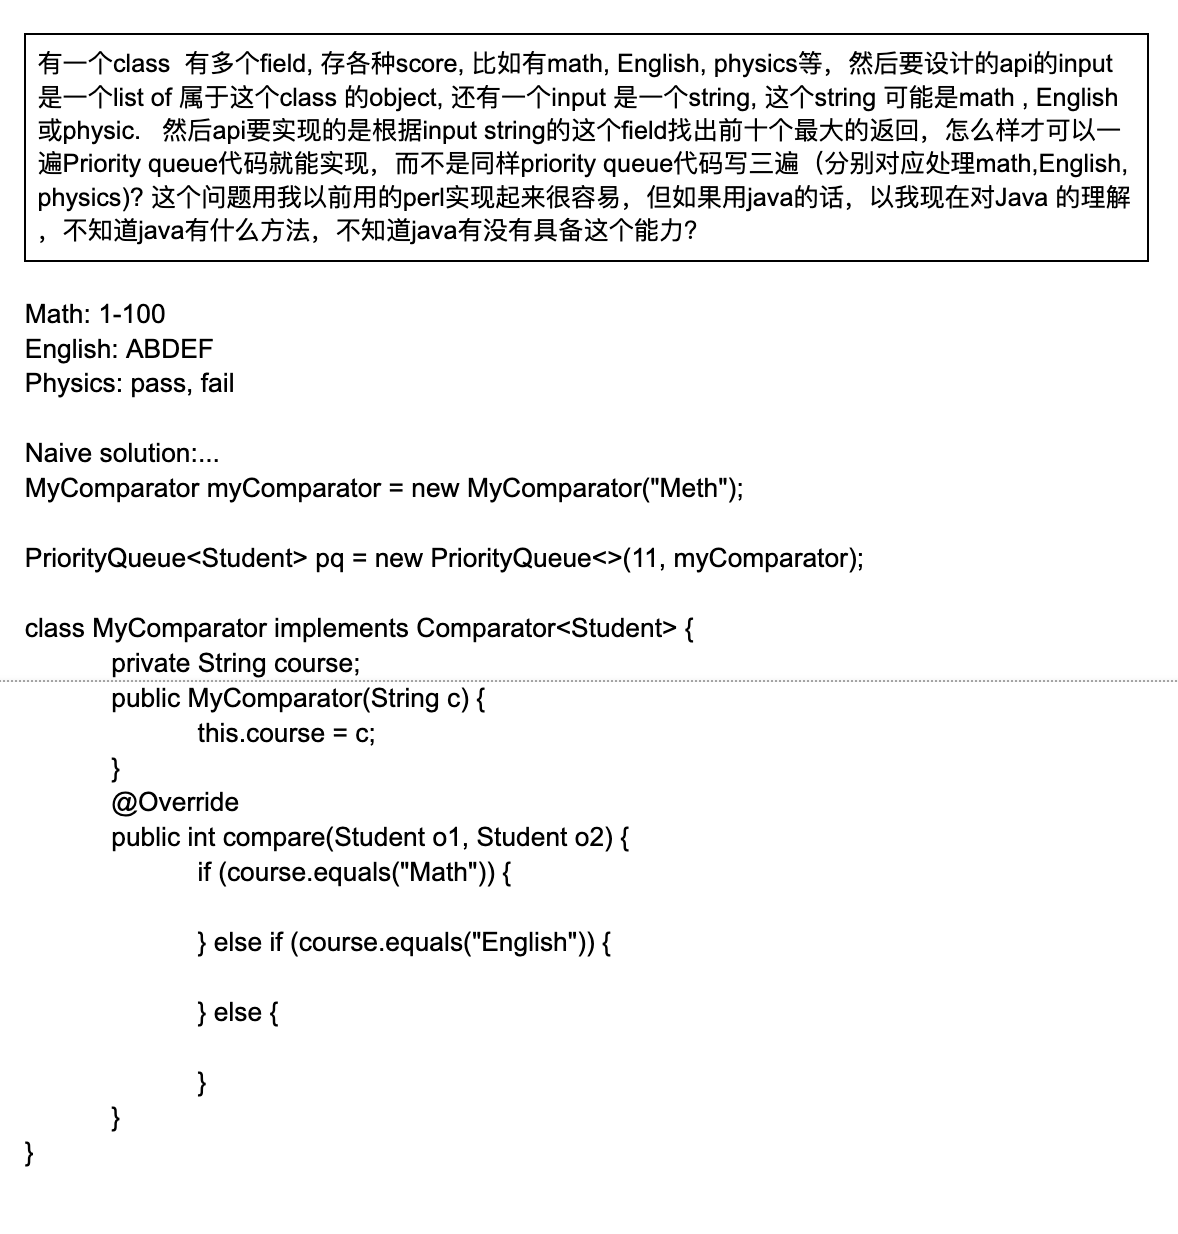 有一个class  有多个field, 存各种score, 比如有math, English, physics等，然后要设计的api的input
是一个list of 属于这个class 的object, 还有一个input 是一个string, 这个string 可能是math , English
或physic.   然后api要实现的是根据input string的这个field找出前十个最大的返回，怎么样才可以一
遍Priority queue代码就能实现，而不是同样priority queue代码写三遍（分别对应处理math,English,
physics)? 这个问题用我以前用的perl实现起来很容易，但如果用java的话，以我现在对Java 的理解
，不知道java有什么方法，不知道java有没有具备这个能力?
Math: 1-100
English: ABDEF
Physics: pass, fail
Naive solution:...
MyComparator myComparator = new MyComparator("Meth");
PriorityQueue<Student> pq = new PriorityQueue<>(11, myComparator);
class MyComparator implements Comparator<Student> {
private String course;
public MyComparator(String c) {
this.course = c;
}
@Override
public int compare(Student o1, Student o2) {
if (course.equals("Math")) {
} else if (course.equals("English")) {
} else {
}
}
}